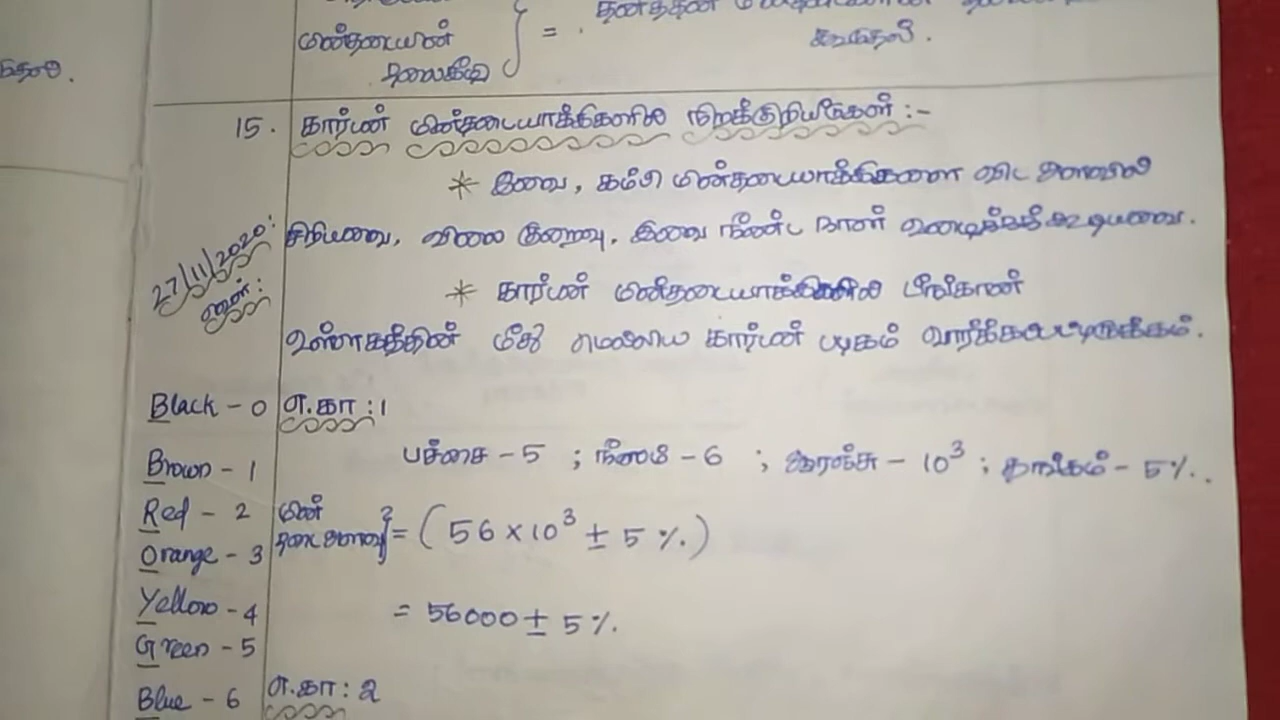 மின்தடையின் } = .
கூடுதல்.
15. கார்பன் மின்தடையாக்கிகளில் நிறக்குறியீடுகள் :-
* இவை, கம்பி மின்தடையாக்கிகளை விட அளவில்
சிறியவை, விலை குறைவு. இவை நீண்ட நாள் உழைக்கக்கூடியவை.
27/11/2020:
* கார்பன் மின்தடையாக்கிகளில் பீங்கான்
உள்ளகத்தின் மீது மெல்லிய கார்பன் படிகம் வார்க்கப்பட்டிருக்கும்.
Black - 0 எ.கா : 1
பச்சை - 5 ; நீலம் - 6 ; ஆரஞ்சு - 10³ ; தங்கம் - 5 %.
Brown - 1
Red - 2 மின்
தடை அளவு } = ( 56 × 10³ ± 5 %. )
Orange - 3
Yellow - 4 = 56000 ± 5 %.
Green - 5
Blue - 6 எ.கா : 2